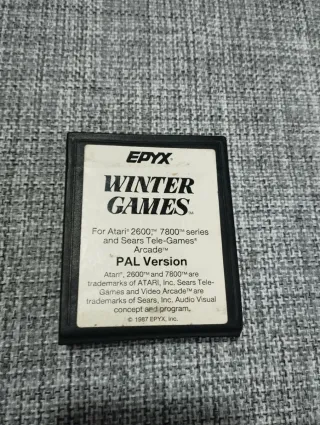 EPYX®
WINTER
GAMES™
For Atari® 2600,™ 7800™ series
and Sears Tele-Games®
Arcade™
PAL Version
Atari®, 2600™ and 7800™ are
trademarks of ATARI, Inc. Sears Tele-
Games and Video Arcade™ are
trademarks of Sears, Inc. Audio Visual
concept and program,
© 1987 EPYX, Inc.